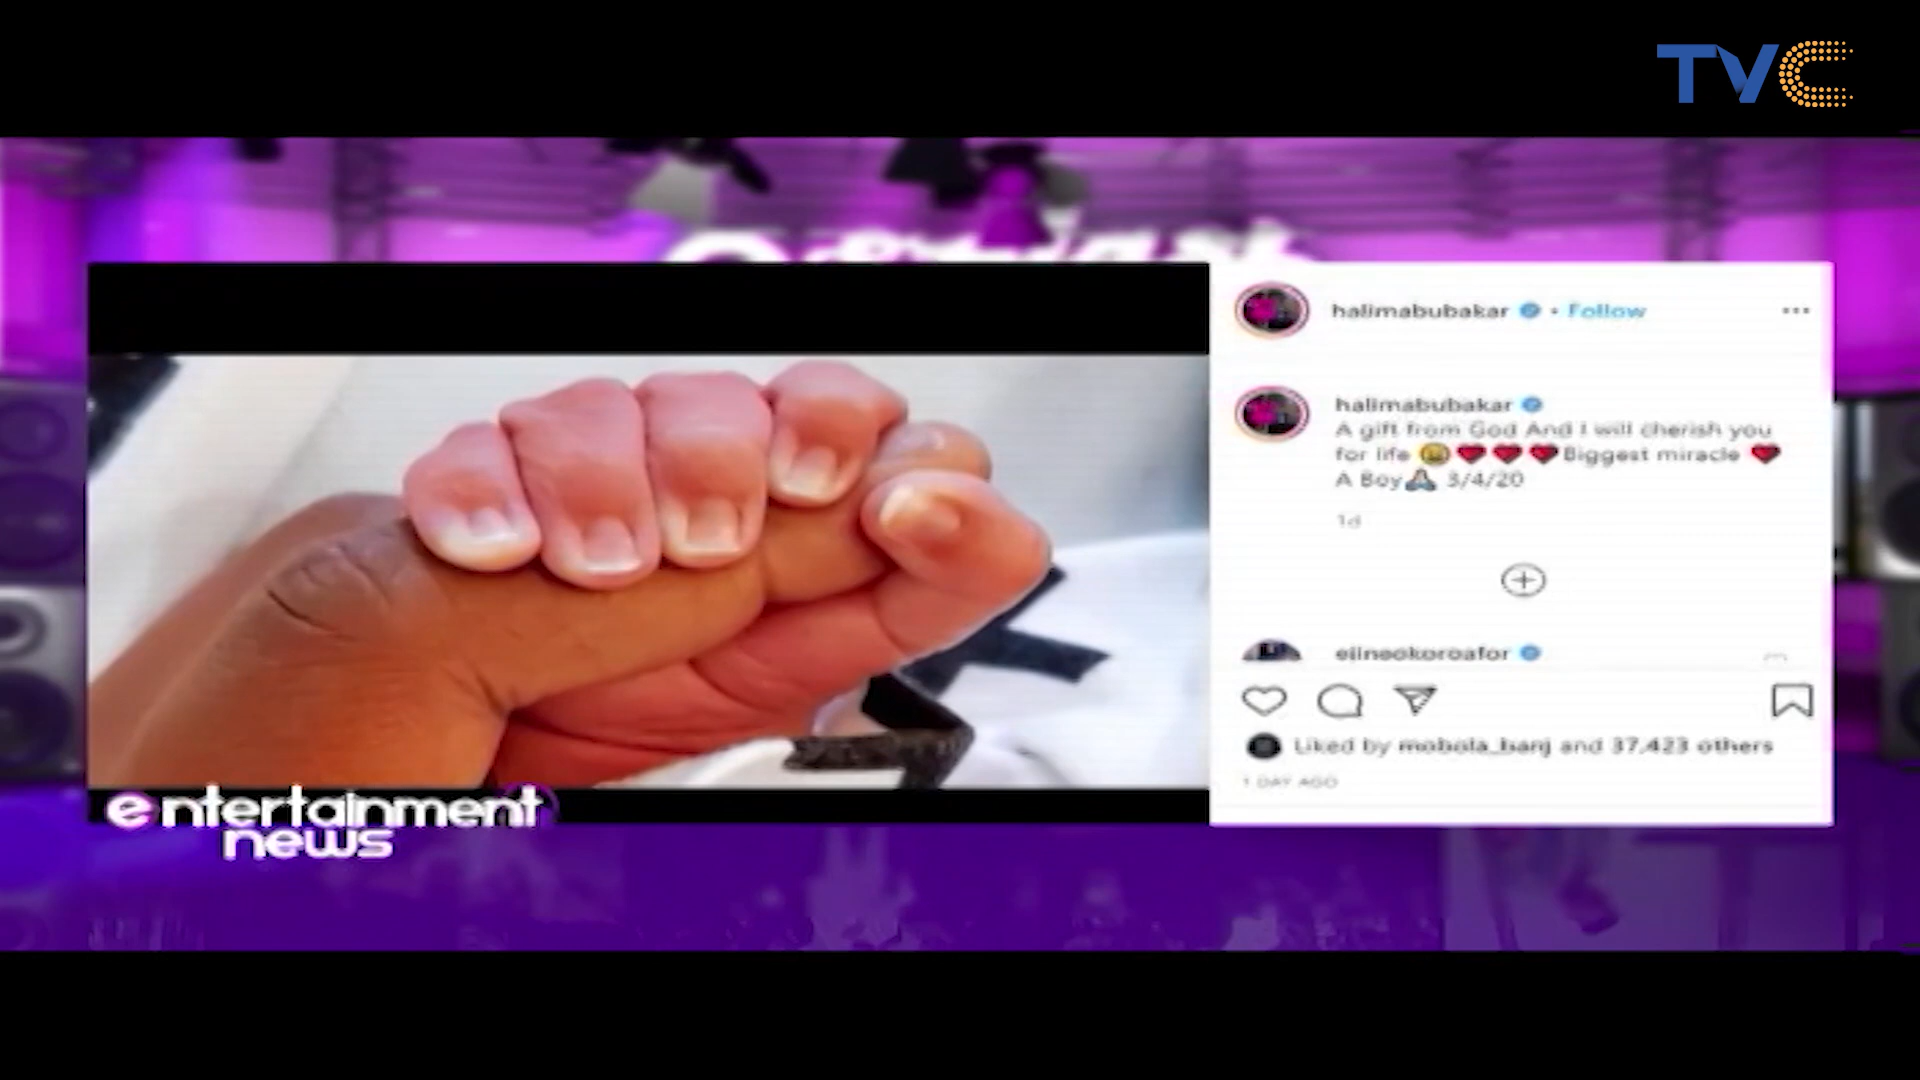 TVC
halimabubakar • Follow
halimabubakar
A gift from God And I will cherish you
for life 😩❤️❤️❤️Biggest miracle ❤️
A Boy🙏 3/4/20
1d
Liked by mobola_banj and 37,423 others
1 DAY AGO
entertainment
news